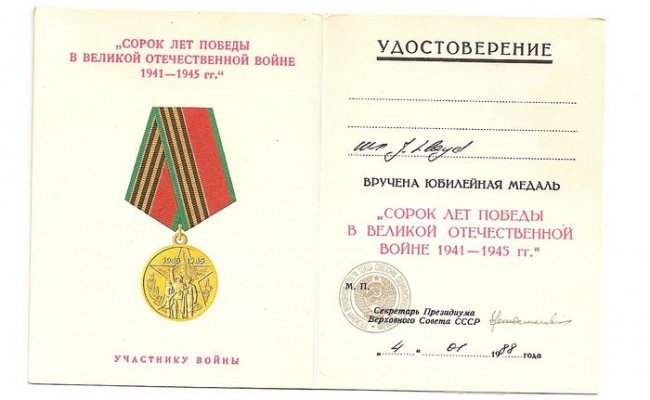 „СОРОК ЛЕТ ПОБЕДЫ
В ВЕЛИКОЙ ОТЕЧЕСТВЕННОЙ ВОЙНЕ
1941—1945 гг.“
1945 1985
УЧАСТНИКУ ВОЙНЫ
УДОСТОВЕРЕНИЕ
J. Lloyd
ВРУЧЕНА ЮБИЛЕЙНАЯ МЕДАЛЬ
„СОРОК ЛЕТ ПОБЕДЫ
В ВЕЛИКОЙ ОТЕЧЕСТВЕННОЙ
ВОЙНЕ 1941—1945 гг.“
М. П.
Секретарь Президиума
Верховного Совета СССР
„4“ 01 1988 года